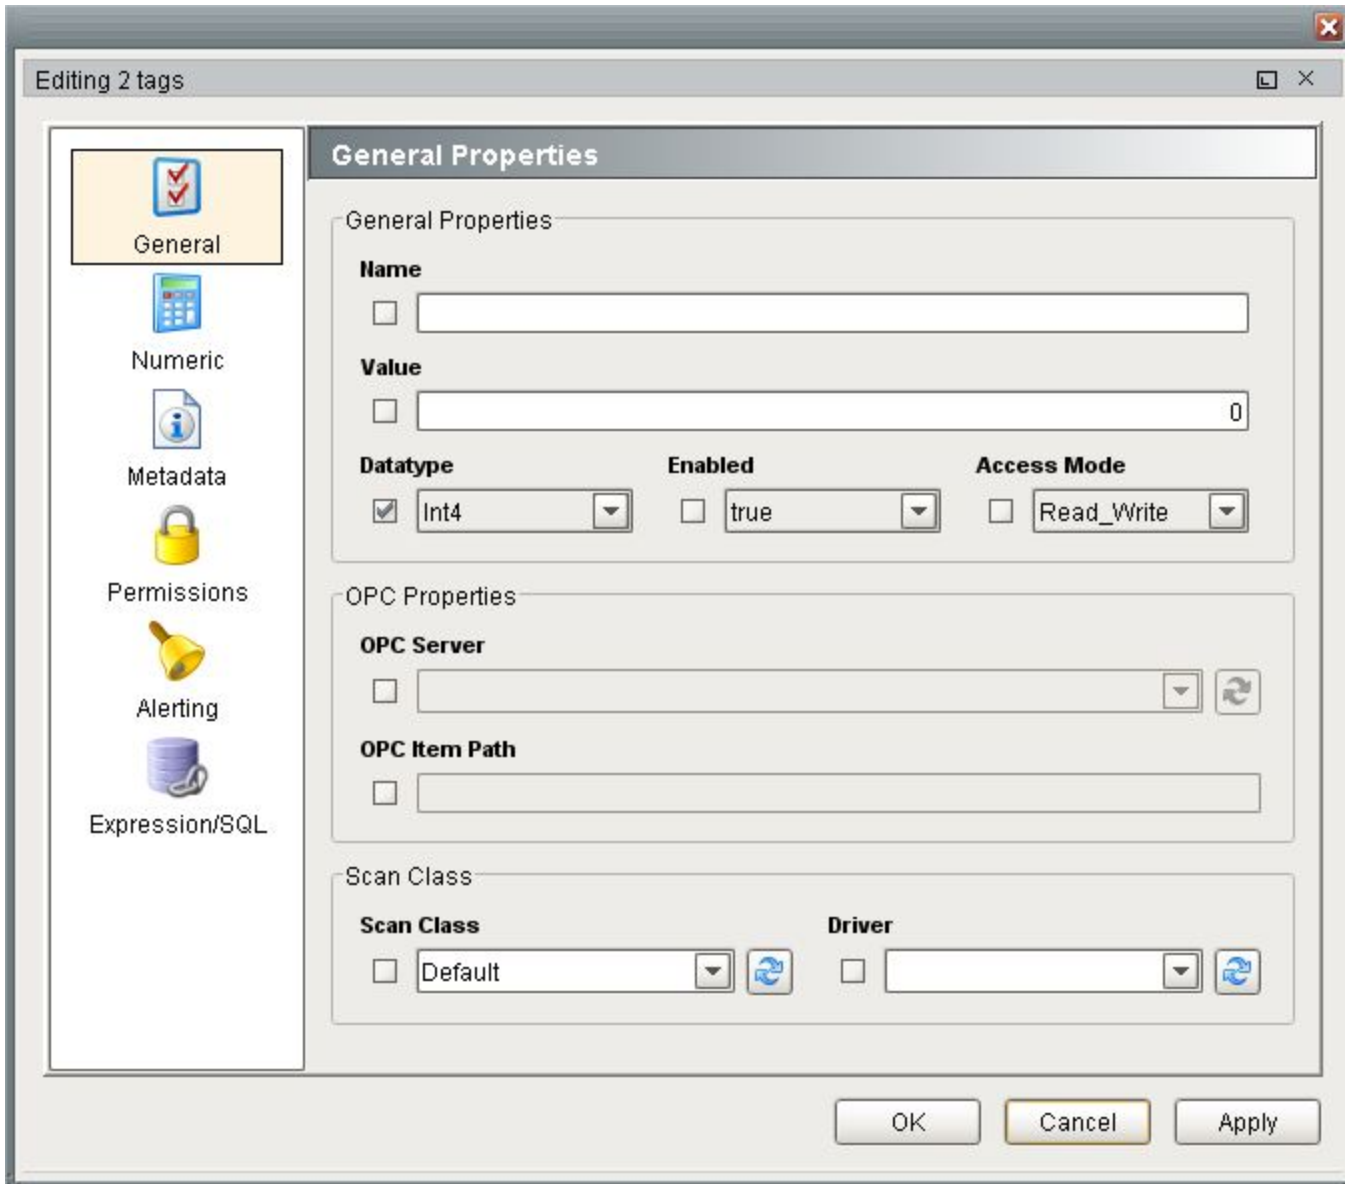 Editing 2 tags
General
Numeric
Metadata
Permissions
Alerting
Expression/SQL
General Properties
General Properties
Name
Value
0
Datatype Enabled Access Mode
Int4 true Read_Write
OPC Properties
OPC Server
OPC Item Path
Scan Class
Scan Class Driver
Default
OK Cancel Apply